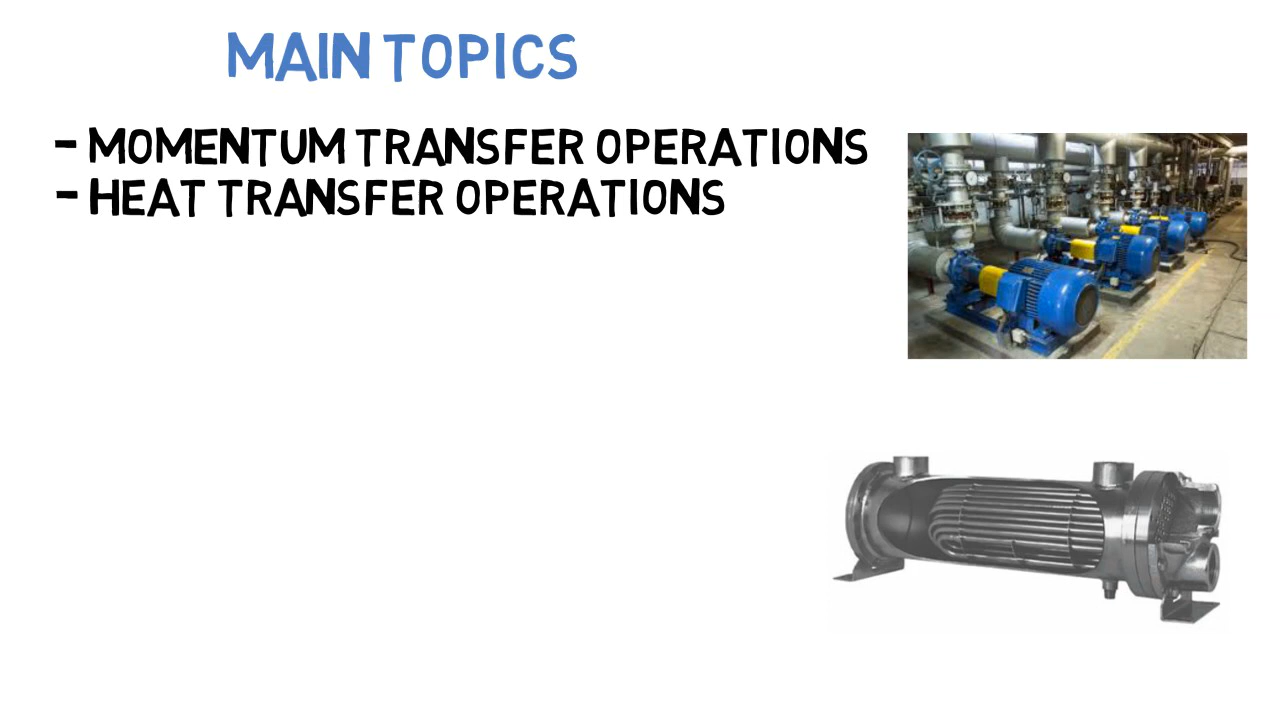 MAIN TOPICS
- MOMENTUM TRANSFER OPERATIONS
- HEAT TRANSFER OPERATIONS